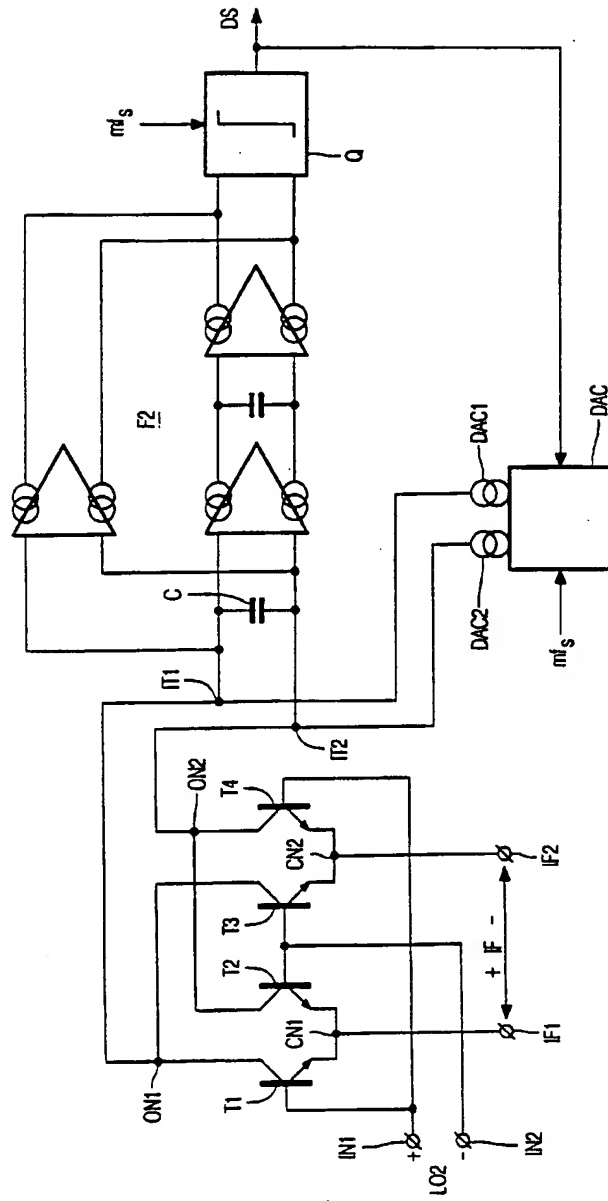 DS
mfs
Q
F2
C
IT1
IT2
DAC1
DAC2
DAC
mfs
ON1
ON2
T1
T2
T3
T4
CN1
CN2
IN1
+
LO2
-
IN2
IF1
+ IF -
IF2